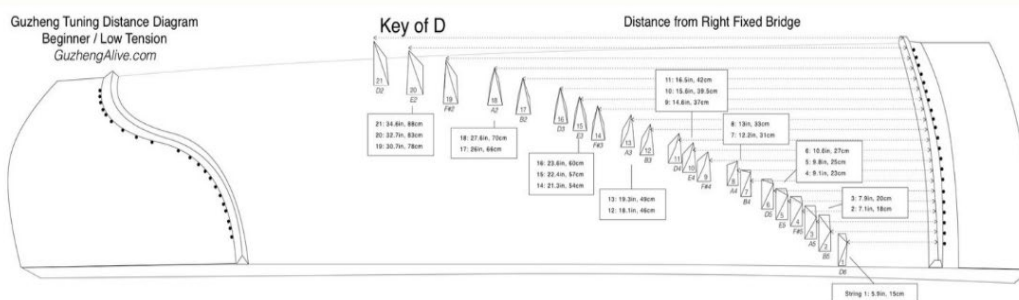 Guzheng Tuning Distance Diagram
Beginner / Low Tension
GuzhengAlive.com
Key of D
Distance from Right Fixed Bridge
21
D2
20
E2
19
F#2
18
A2
17
B2
16
D3
15
E3
14
F#3
13
A3
12
B3
11
D4
10
E4
9
F#4
8
A4
7
B4
6
D5
5
E5
4
F#5
3
A5
2
B5
1
D6
21: 34.6in, 88cm
20: 32.7in, 83cm
19: 30.7in, 78cm
18: 27.6in, 70cm
17: 26in, 66cm
16: 23.6in, 60cm
15: 22.4in, 57cm
14: 21.3in, 54cm
13: 19.3in, 49cm
12: 18.1in, 46cm
11: 16.5in, 42cm
10: 15.6in, 39.5cm
9: 14.6in, 37cm
8: 13in, 33cm
7: 12.2in, 31cm
6: 10.6in, 27cm
5: 9.8in, 25cm
4: 9.1in, 23cm
3: 7.9in, 20cm
2: 7.1in, 18cm
String 1: 5.9in, 15cm